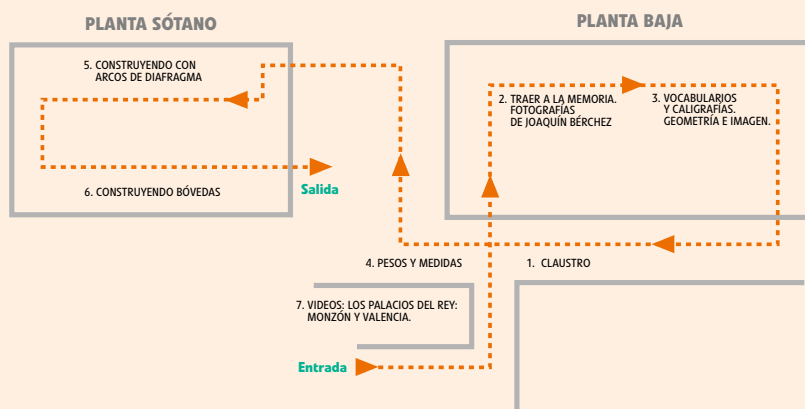 PLANTA SÓTANO
5. CONSTRUYENDO CON
ARCOS DE DIAFRAGMA
6. CONSTRUYENDO BÓVEDAS
Salida
PLANTA BAJA
2. TRAER A LA MEMORIA.
FOTOGRAFÍAS
DE JOAQUÍN BÉRCHEZ
3. VOCABULARIOS
Y CALIGRAFÍAS.
GEOMETRÍA E IMAGEN.
4. PESOS Y MEDIDAS
1. CLAUSTRO
7. VIDEOS: LOS PALACIOS DEL REY:
MONZÓN Y VALENCIA.
Entrada